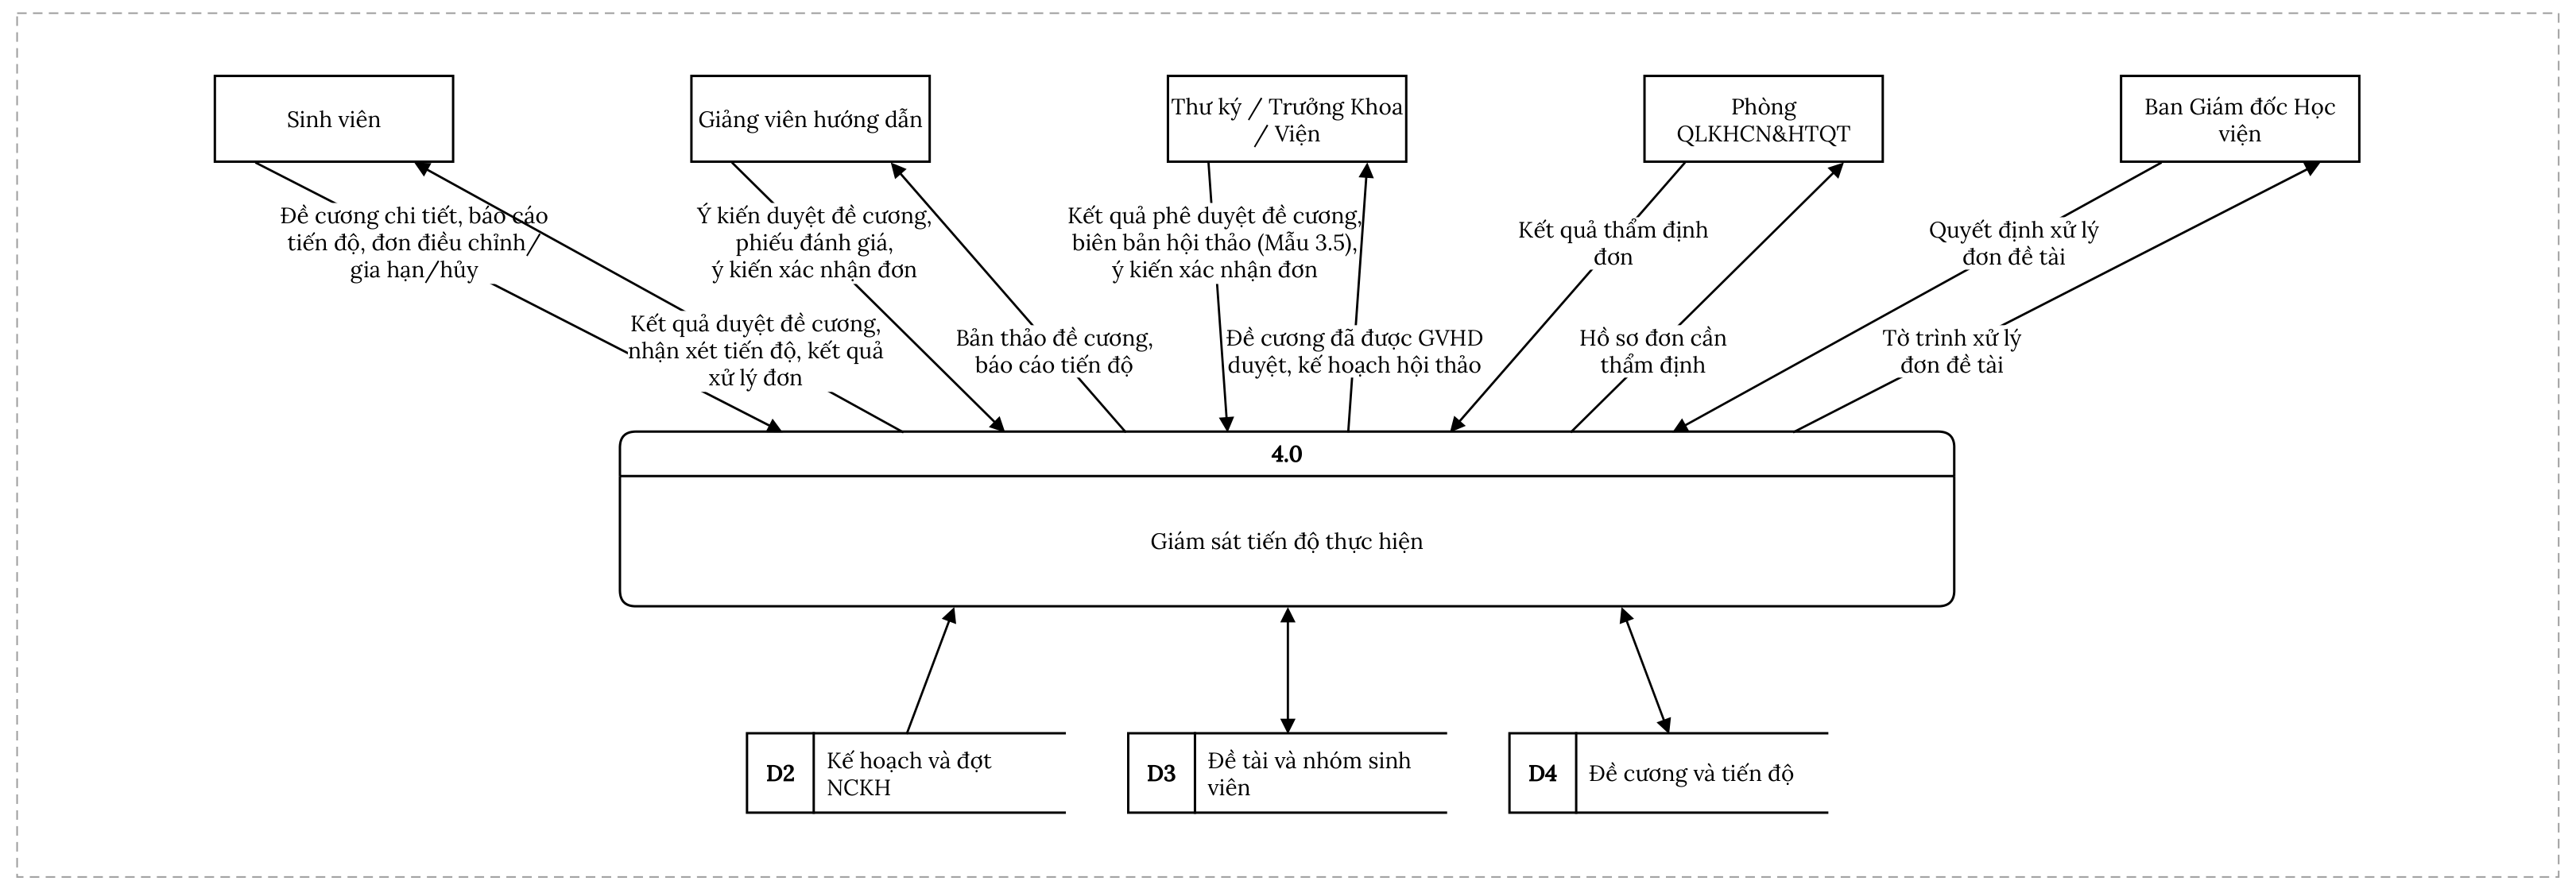 Sinh viên
Giảng viên hướng dẫn
Thư ký / Trưởng Khoa
/ Viện
Phòng
QLKHCN&HTQT
Ban Giám đốc Học
viện
Đề cương chi tiết, báo cáo
tiến độ, đơn điều chỉnh/
gia hạn/hủy
Ý kiến duyệt đề cương,
phiếu đánh giá,
ý kiến xác nhận đơn
Kết quả phê duyệt đề cương,
biên bản hội thảo (Mẫu 3.5),
ý kiến xác nhận đơn
Kết quả thẩm định
đơn
Quyết định xử lý
đơn đề tài
Kết quả duyệt đề cương,
nhận xét tiến độ, kết quả
xử lý đơn
Bản thảo đề cương,
báo cáo tiến độ
Đề cương đã được GVHD
duyệt, kế hoạch hội thảo
Hồ sơ đơn cần
thẩm định
Tờ trình xử lý
đơn đề tài
4.0
Giám sát tiến độ thực hiện
D2
Kế hoạch và đợt
NCKH
D3
Đề tài và nhóm sinh
viên
D4
Đề cương và tiến độ